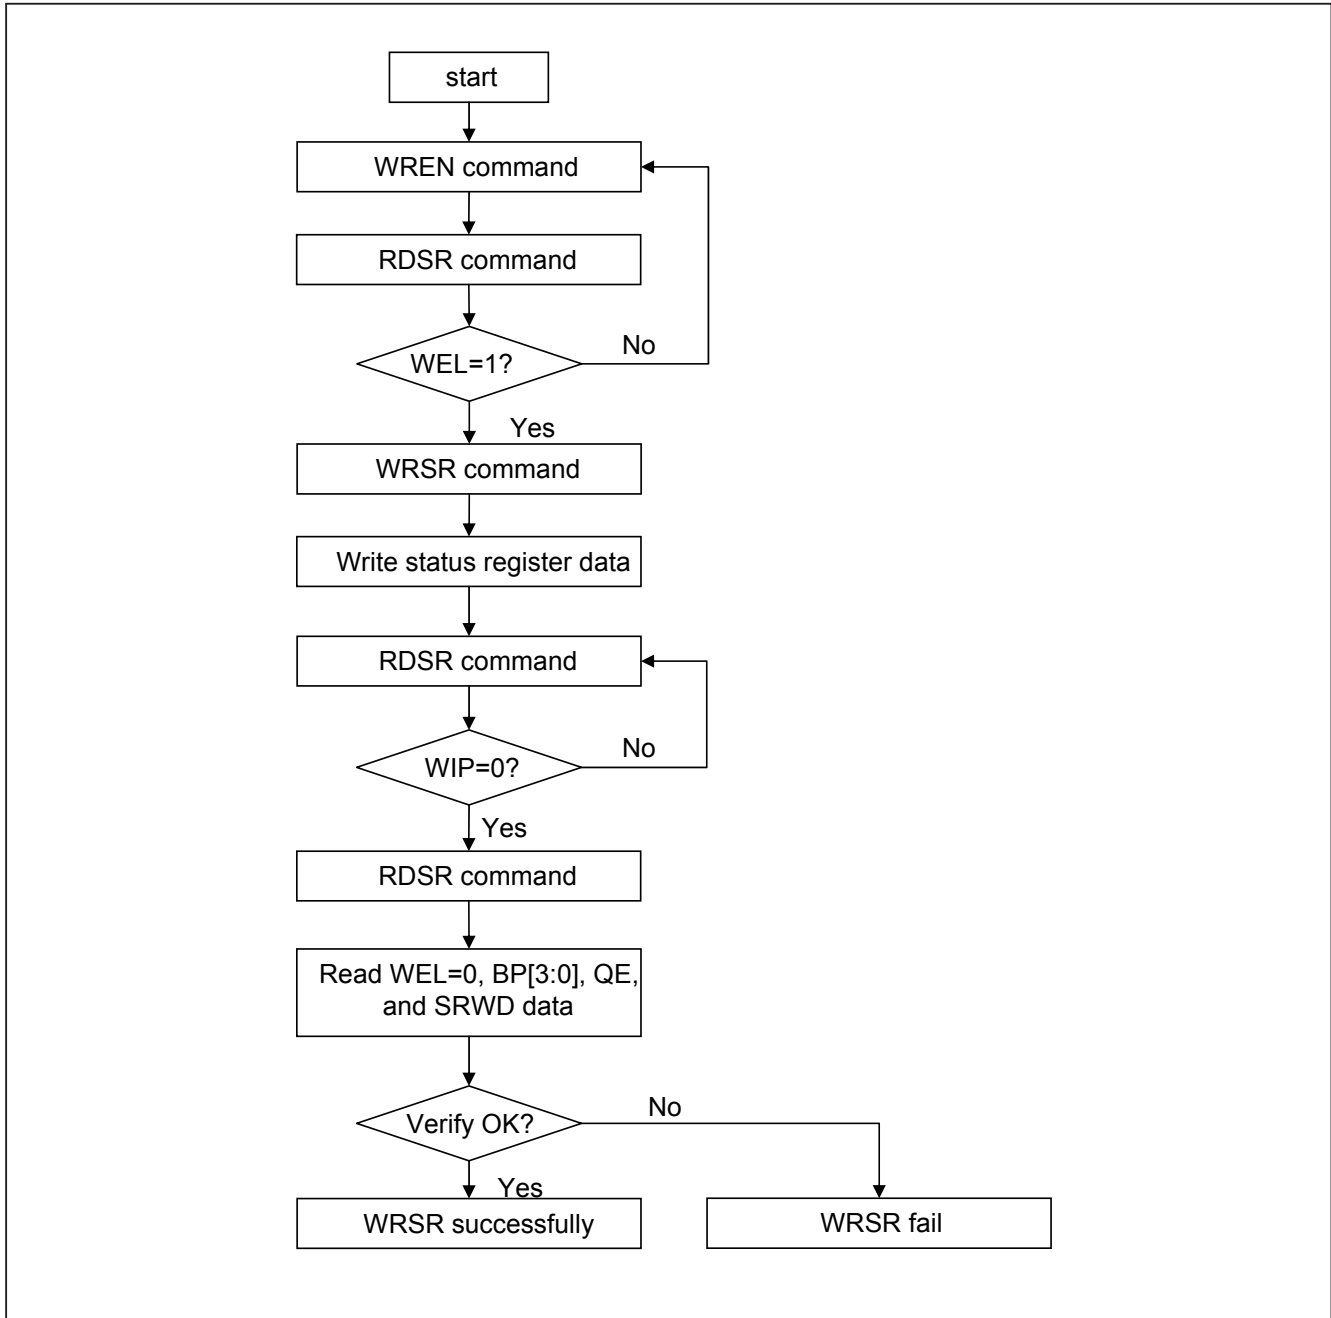 start
WREN command
RDSR command
WEL=1?
No
Yes
WRSR command
Write status register data
RDSR command
WIP=0?
No
Yes
RDSR command
Read WEL=0, BP[3:0], QE,
and SRWD data
Verify OK?
No
Yes
WRSR successfully
WRSR fail